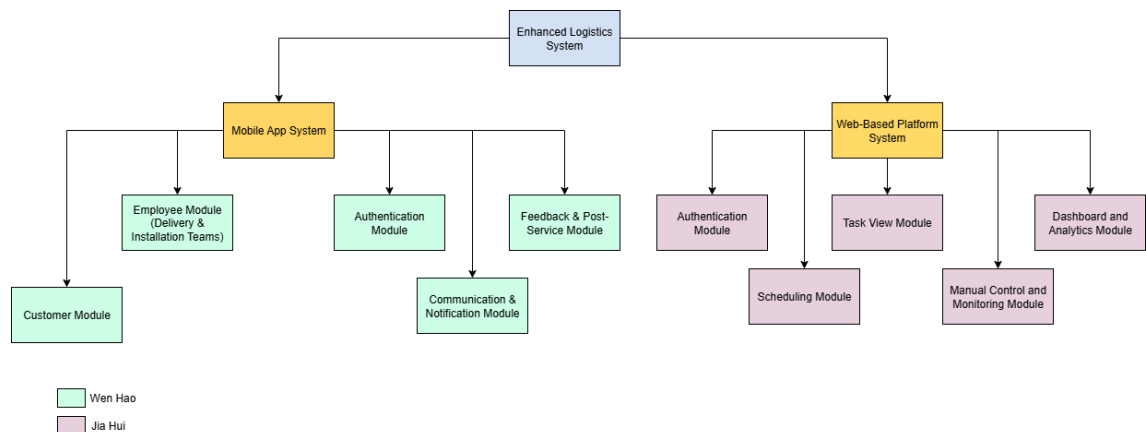 Enhanced Logistics
System
Mobile App System
Web-Based Platform
System
Employee Module
(Delivery &
Installation Teams)
Authentication
Module
Feedback & Post-
Service Module
Authentication
Module
Task View Module
Dashboard and
Analytics Module
Customer Module
Communication &
Notification Module
Scheduling Module
Manual Control and
Monitoring Module
Wen Hao
Jia Hui